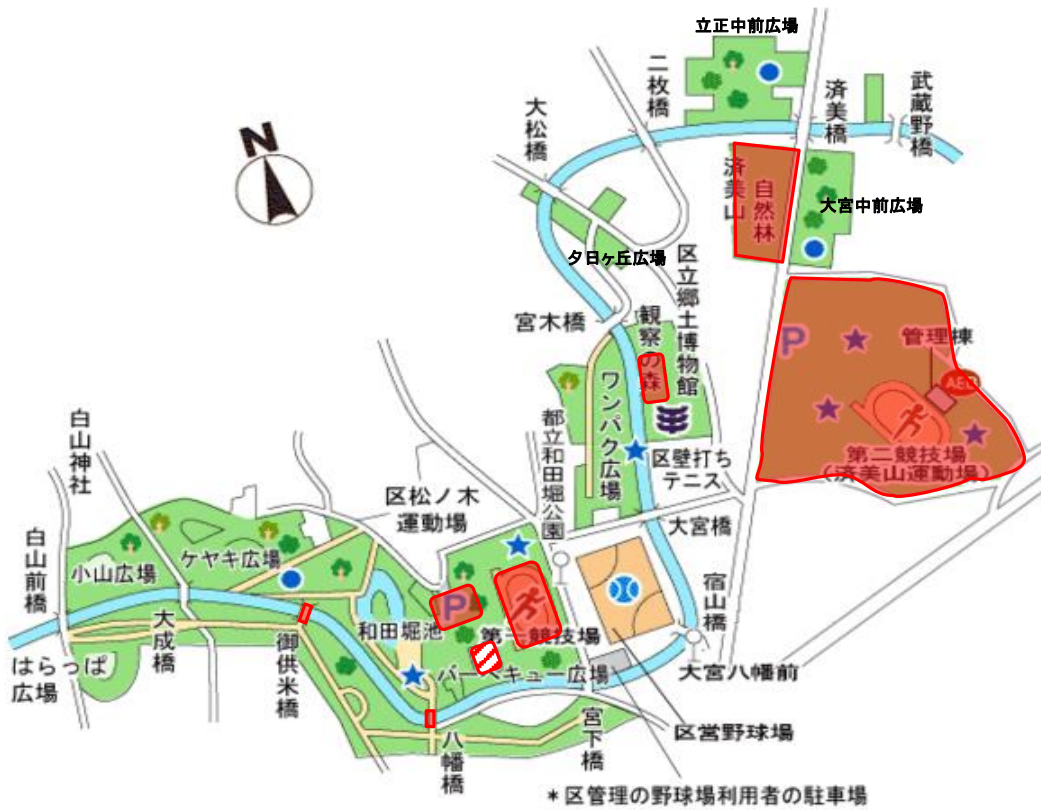 立正中前広場
二枚橋
済美橋
武蔵野橋
大松橋
N
済美山
自然林
大宮中前広場
夕日ヶ丘広場
区立郷土博物館
宮木橋
観察の森
P
管理棟
AED
ワンパク広場
白山神社
都立和田堀公園
区壁打ち
テニス
第二競技場
(済美山運動場)
区松ノ木
運動場
大宮橋
白山前橋
ケヤキ広場
小山広場
宿山橋
P
和田堀池
第一競技場
大成橋
御供米橋
はらっぱ
広場
バーベキュー広場
大宮八幡前
八幡橋
宮下橋
区営野球場
*区管理の野球場利用者の駐車場